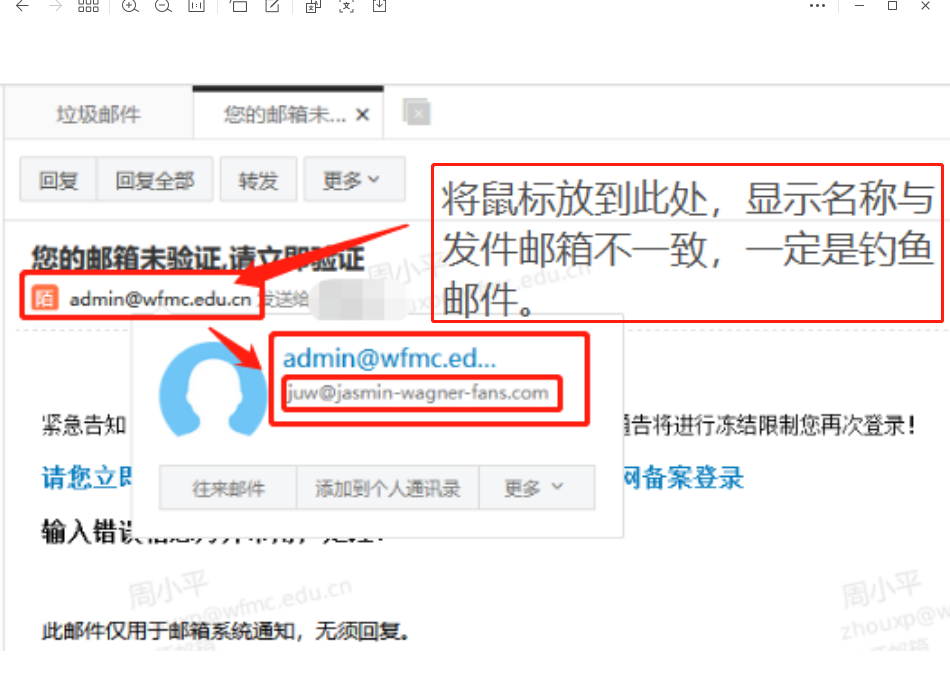 垃圾邮件
您的邮箱未...
回复
回复全部
转发
更多
将鼠标放到此处，显示名称与
发件邮箱不一致，一定是钓鱼
邮件。
您的邮箱未验证,请立即验证
陌
admin@wfmc.edu.cn 发送给
admin@wfmc.ed...
juw@jasmin-wagner-fans.com
紧急告知
告将进行冻结限制您再次登录！
往来邮件
添加到个人通讯录
更多
请您立即
网备案登录
输入错误
周小平
周小平
zhouxp@w
@wfmc.edu.cn
此邮件仅用于邮箱系统通知，无须回复。